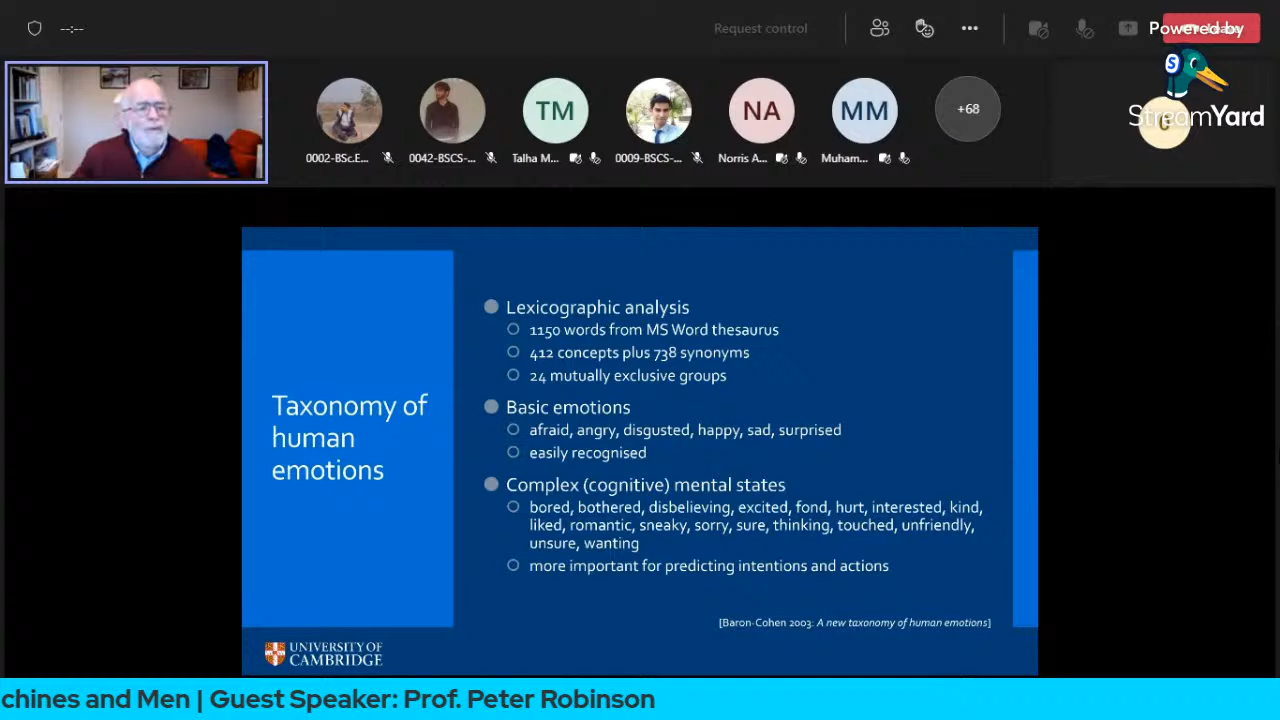 --:--
Request control
Powered by
S
StreamYard
TM
NA
MM
+68
0002-BSc.E...
0042-BSCS-...
Talha M...
0009-BSCS-...
Norris A...
Muham...
Taxonomy of
human
emotions
Lexicographic analysis
1150 words from MS Word thesaurus
412 concepts plus 738 synonyms
24 mutually exclusive groups
Basic emotions
afraid, angry, disgusted, happy, sad, surprised
easily recognised
Complex (cognitive) mental states
bored, bothered, disbelieving, excited, fond, hurt, interested, kind,
liked, romantic, sneaky, sorry, sure, thinking, touched, unfriendly,
unsure, wanting
more important for predicting intentions and actions
[Baron-Cohen 2003: A new taxonomy of human emotions]
UNIVERSITY OF
CAMBRIDGE
chines and Men | Guest Speaker: Prof. Peter Robinson